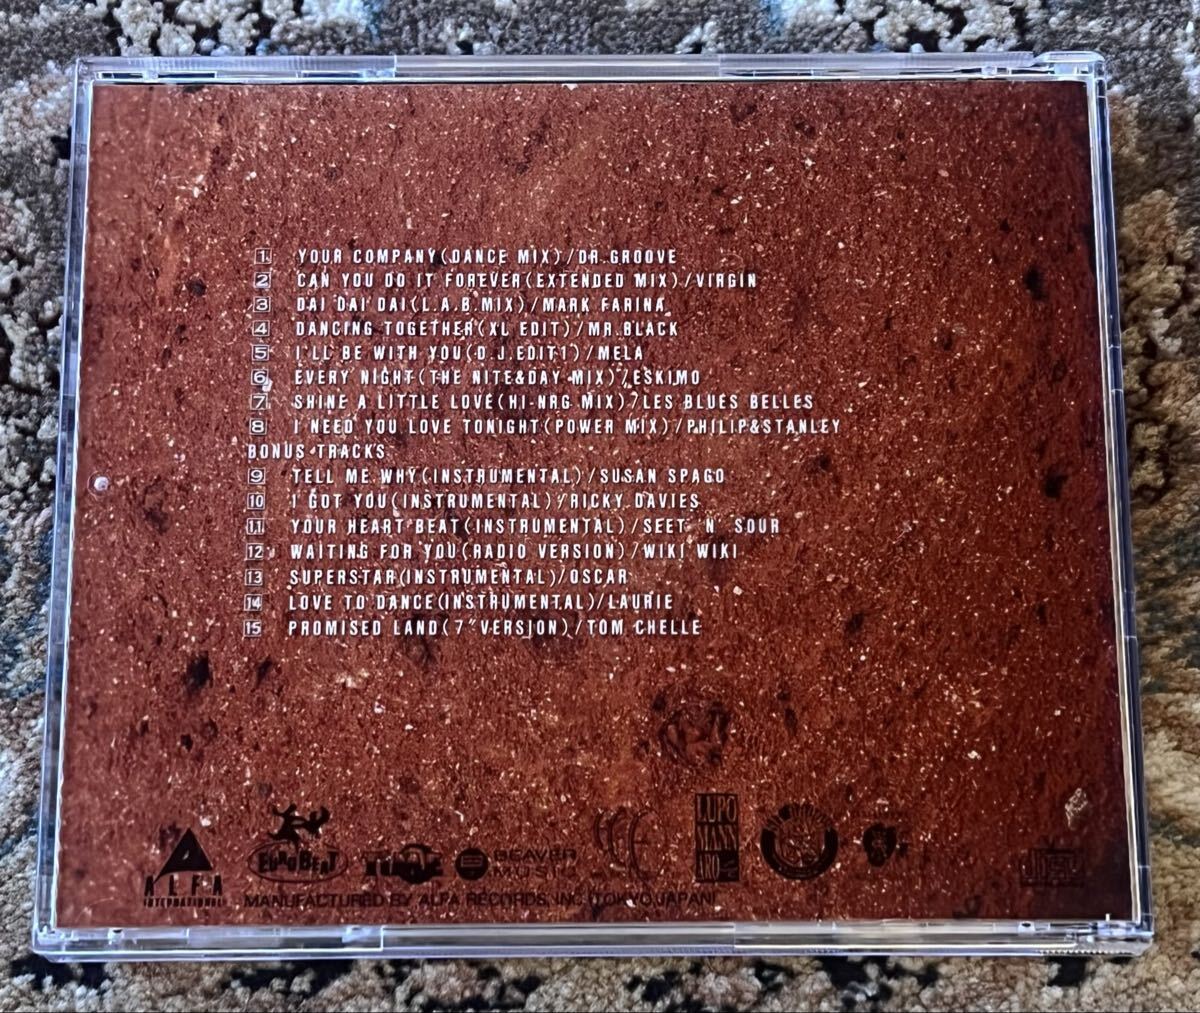 1 YOUR COMPANY(DANCE MIX)/DR.GROOVE
2 CAN YOU DO IT FOREVER(EXTENDED MIX)/VIRGIN
3 DAI DAI DAI(L.A.B.MIX)/MARK FARINA
4 DANCING TOGETHER(XL EDIT)/MR.BLACK
5 I'LL BE WITH YOU(D.J.EDIT1)/MELA
6 EVERY NIGHT(THE NITE&DAY MIX)/ESKIMO
7 SHINE A LITTLE LOVE(HI-NRG MIX)/LES BLUES BELLES
8 I NEED YOU LOVE TONIGHT(POWER MIX)/PHILIP&STANLEY
BONUS TRACKS
9 TELL ME WHY(INSTRUMENTAL)/SUSAN SPAGO
10 I GOT YOU(INSTRUMENTAL)/RICKY DAVIES
11 YOUR HEART BEAT(INSTRUMENTAL)/SEET 'N' SOUR
12 WAITING FOR YOU(RADIO VERSION)/WIKI WIKI
13 SUPERSTAR(INSTRUMENTAL)/OSCAR
14 LOVE TO DANCE(INSTRUMENTAL)/LAURIE
15 PROMISED LAND(7"VERSION)/TOM CHELLE
ALFA
INTERNATIONAL
EUROBEAT
TIME
BEAVER
MUSIC
LUPO
MANN
ARO
MANUFACTURED BY ALFA RECORDS, INC.(TOKYO,JAPAN)